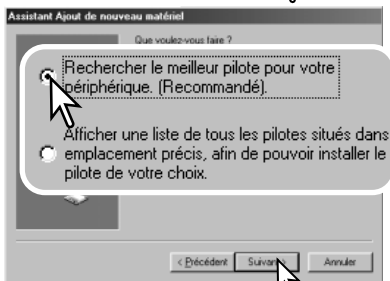 Assistant Ajout de nouveau matériel
Que voulez-vous faire ?
Rechercher le meilleur pilote pour votre
périphérique. (Recommandé).
Afficher une liste de tous les pilotes situés dans
emplacement précis, afin de pouvoir installer le
pilote de votre choix.
< Précédent Suivant > Annuler